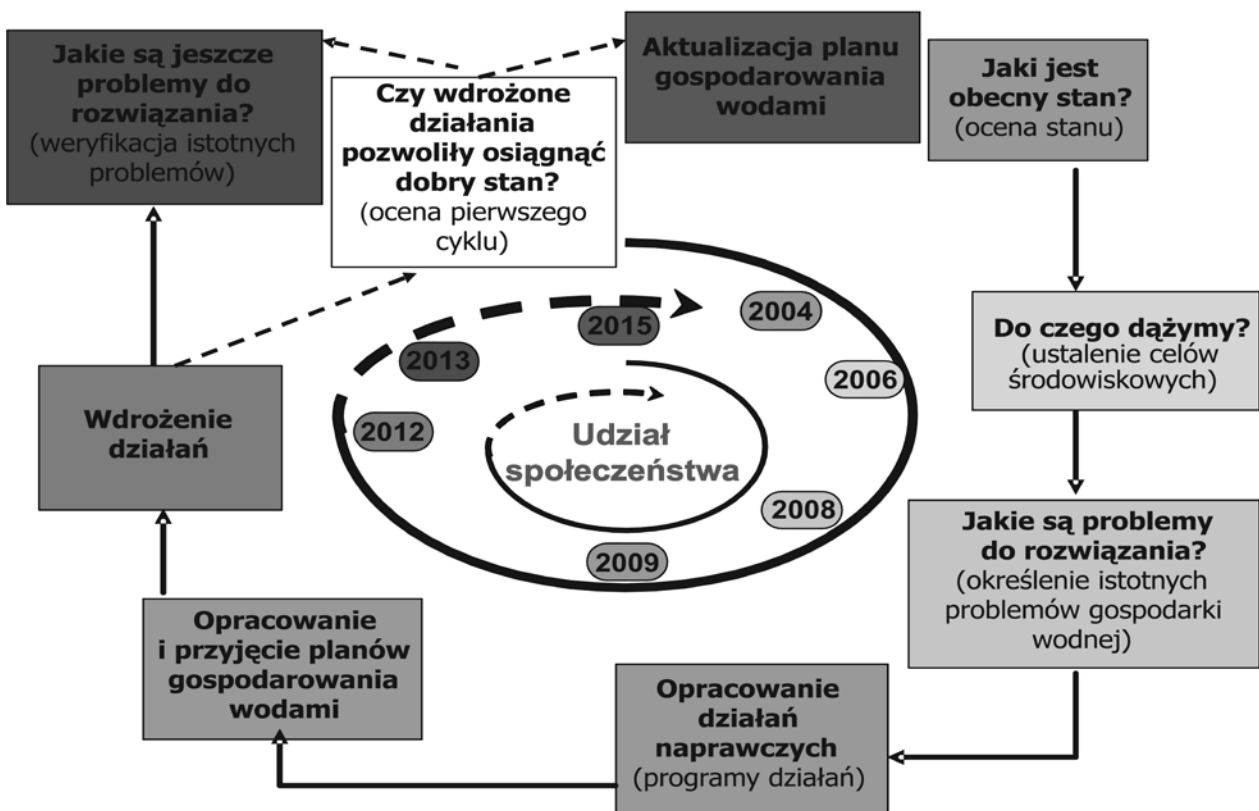 Jakie są jeszcze
problemy do
rozwiązania?
(weryfikacja istotnych
problemów)
Czy wdrożone
działania
pozwoliły osiągnąć
dobry stan?
(ocena pierwszego
cyklu)
Aktualizacja planu
gospodarowania
wodami
Jaki jest
obecny stan?
(ocena stanu)
Do czego dążymy?
(ustalenie celów
środowiskowych)
Jakie są problemy
do rozwiązania?
(określenie istotnych
problemów gospodarki
wodnej)
Opracowanie
działań
naprawczych
(programy działań)
Opracowanie
i przyjęcie planów
gospodarowania
wodami
Wdrożenie
działań
2004
2006
2008
2009
2012
2013
2015
Udział
społeczeństwa